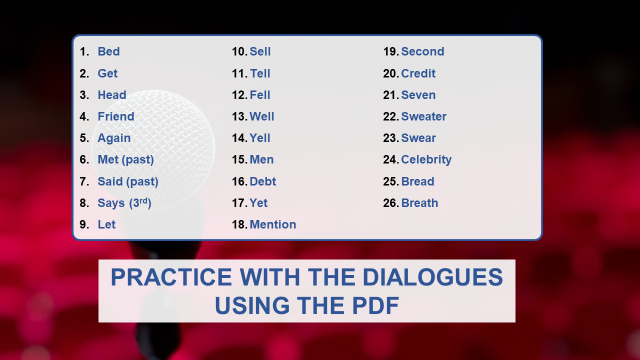 1. Bed
2. Get
3. Head
4. Friend
5. Again
6. Met (past)
7. Said (past)
8. Says (3rd)
9. Let
10. Sell
11. Tell
12. Fell
13. Well
14. Yell
15. Men
16. Debt
17. Yet
18. Mention
19. Second
20. Credit
21. Seven
22. Sweater
23. Swear
24. Celebrity
25. Bread
26. Breath
PRACTICE WITH THE DIALOGUES
USING THE PDF